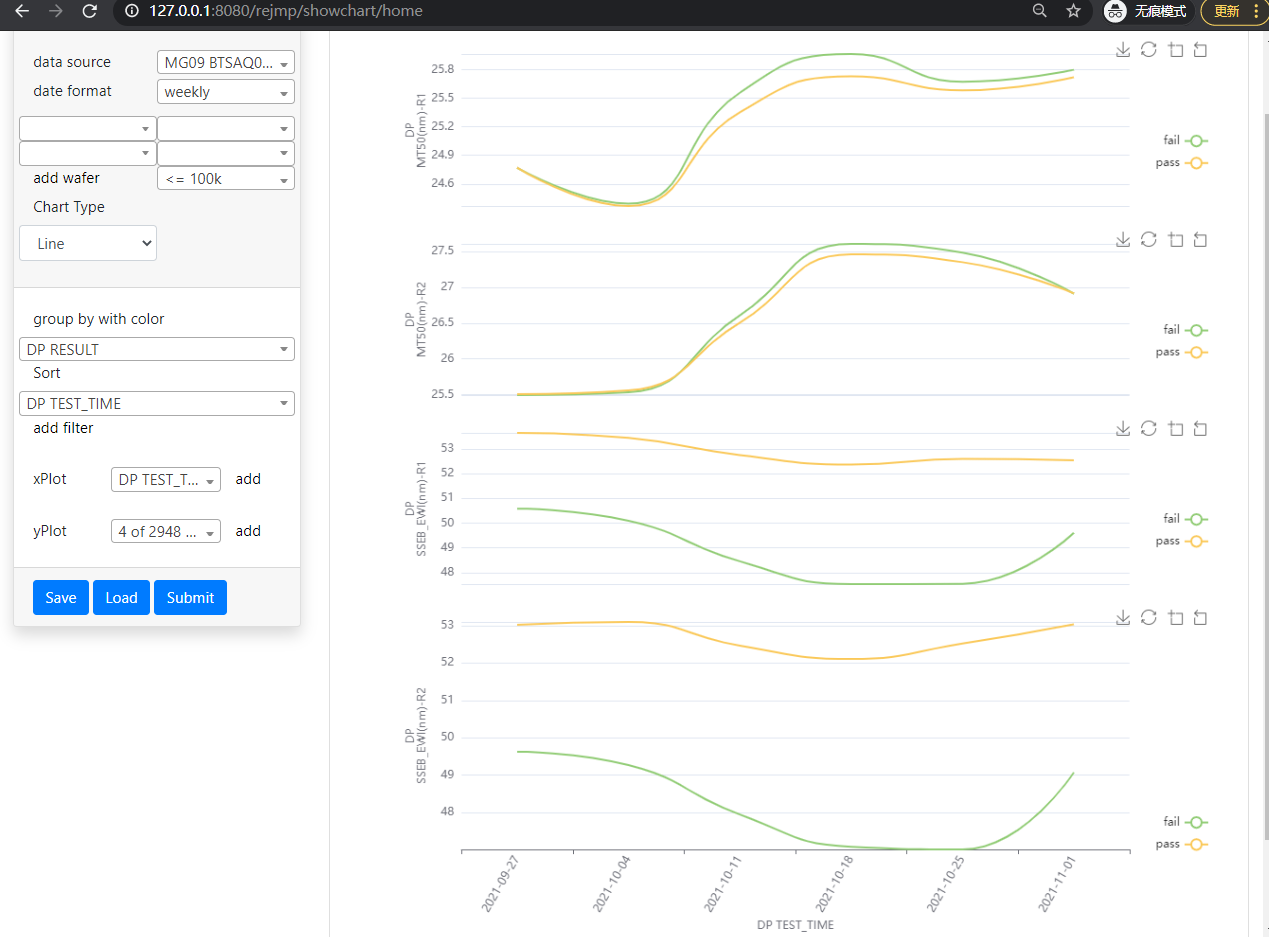 127.0.0.1:8080/rejmp/showchart/home
无痕模式
更新
data source
MG09 BTSAQ0...
date format
weekly
add wafer
<= 100k
Chart Type
Line
group by with color
DP RESULT
Sort
DP TEST_TIME
add filter
xPlot
DP TEST_T...
add
yPlot
4 of 2948 ...
add
Save
Load
Submit
DP
MT50(nm)-R1
25.8
25.5
25.2
24.9
24.6
fail
pass
DP
MT50(nm)-R2
27.5
27
26.5
26
25.5
fail
pass
DP
SSEB_EWI(nm)-R1
53
52
51
50
49
48
fail
pass
DP
SSEB_EWI(nm)-R2
53
52
51
50
49
48
fail
pass
2021-09-27
2021-10-04
2021-10-11
2021-10-18
2021-10-25
2021-11-01
DP TEST_TIME